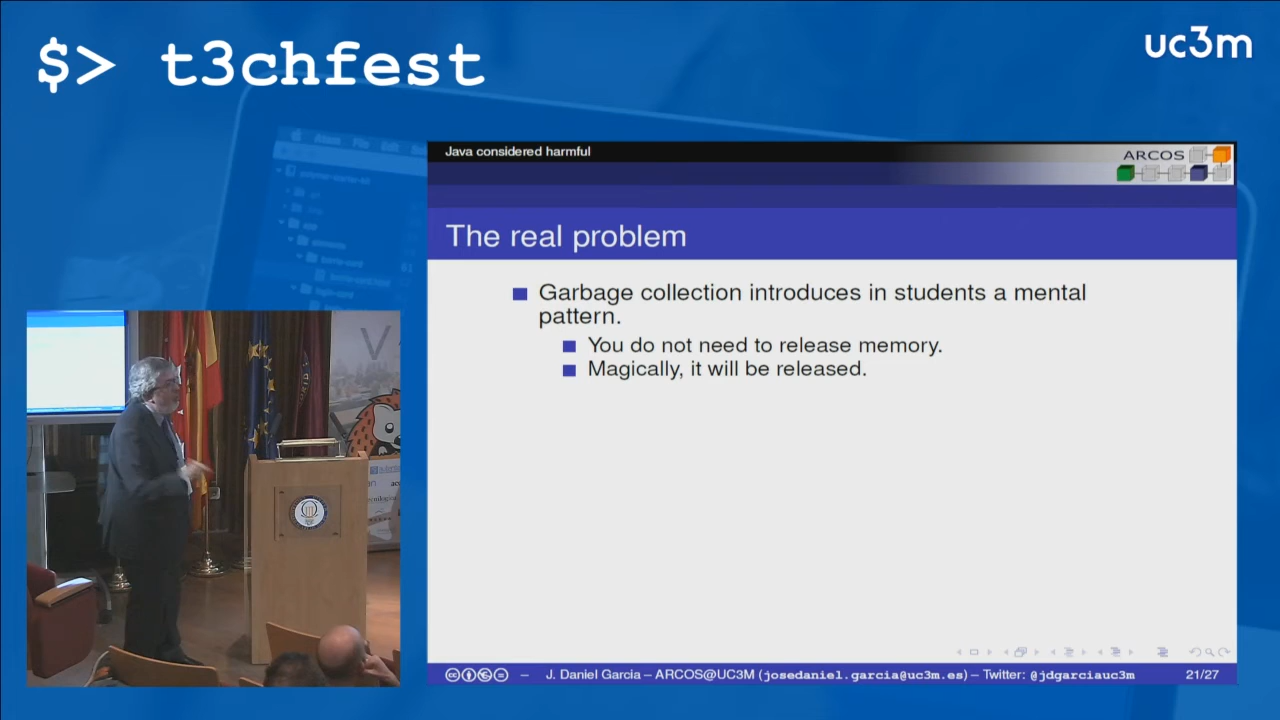 $> t3chfest
uc3m
Java considered harmful
ARCOS
The real problem
Garbage collection introduces in students a mental
pattern.
You do not need to release memory.
Magically, it will be released.
J. Daniel Garcia – ARCOS@UC3M (josedaniel.garcia@uc3m.es) – Twitter: @jdgarciauc3m
21/27